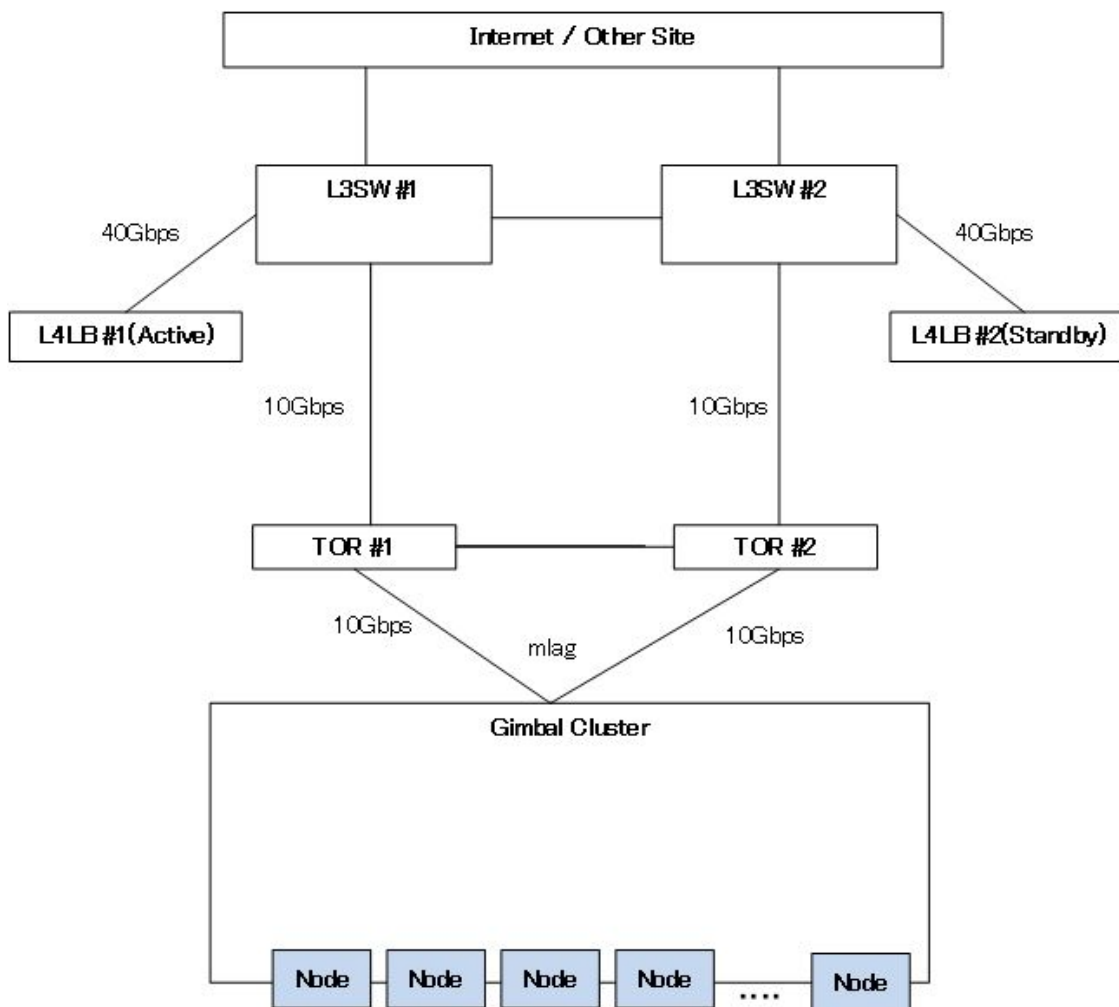 Internet / Other Site
L3SW #1
L3SW #2
40Gbps
40Gbps
L4LB #1(Active)
L4LB #2(Standby)
10Gbps
10Gbps
TOR #1
TOR #2
10Gbps
10Gbps
mlag
Gimbal Cluster
Node
Node
Node
Node
....
Node